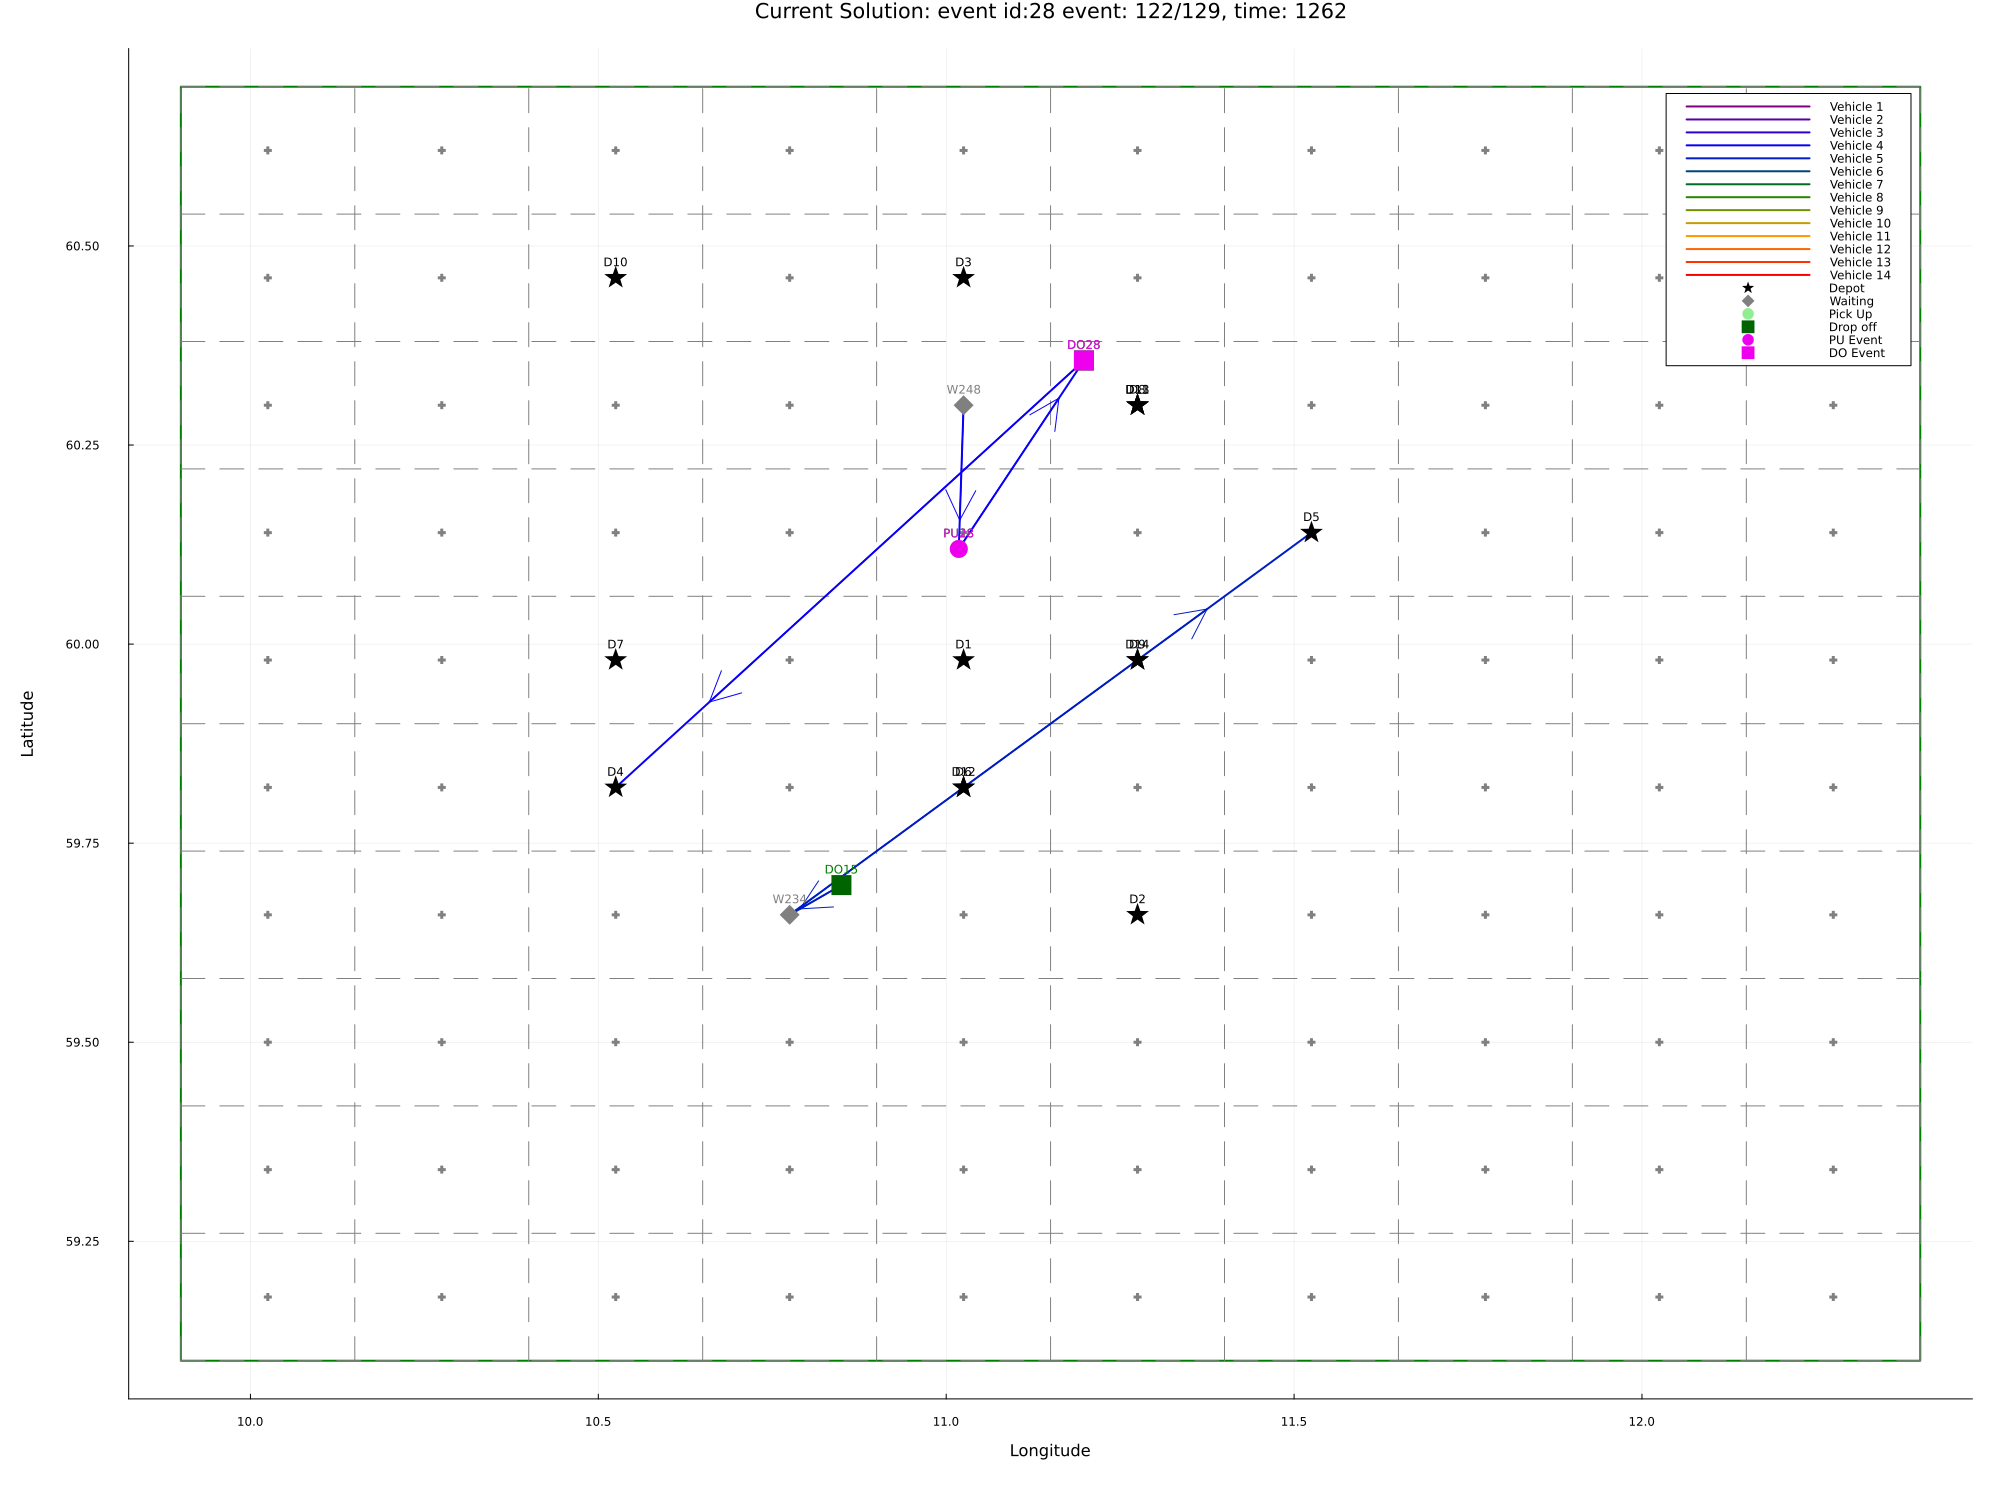 Current Solution: event id:28 event: 122/129, time: 1262
Vehicle 1
Vehicle 2
Vehicle 3
Vehicle 4
Vehicle 5
Vehicle 6
Vehicle 7
Vehicle 8
Vehicle 9
Vehicle 10
Vehicle 11
Vehicle 12
Vehicle 13
Vehicle 14
Depot
Waiting
Pick Up
Drop off
PU Event
DO Event
60.50
D10
D3
DO28
W248
60.25
D5
60.00
D7
D1
D4
59.75
DO15
W234
D2
59.50
59.25
10.0
10.5
11.0
11.5
12.0
Latitude
Longitude